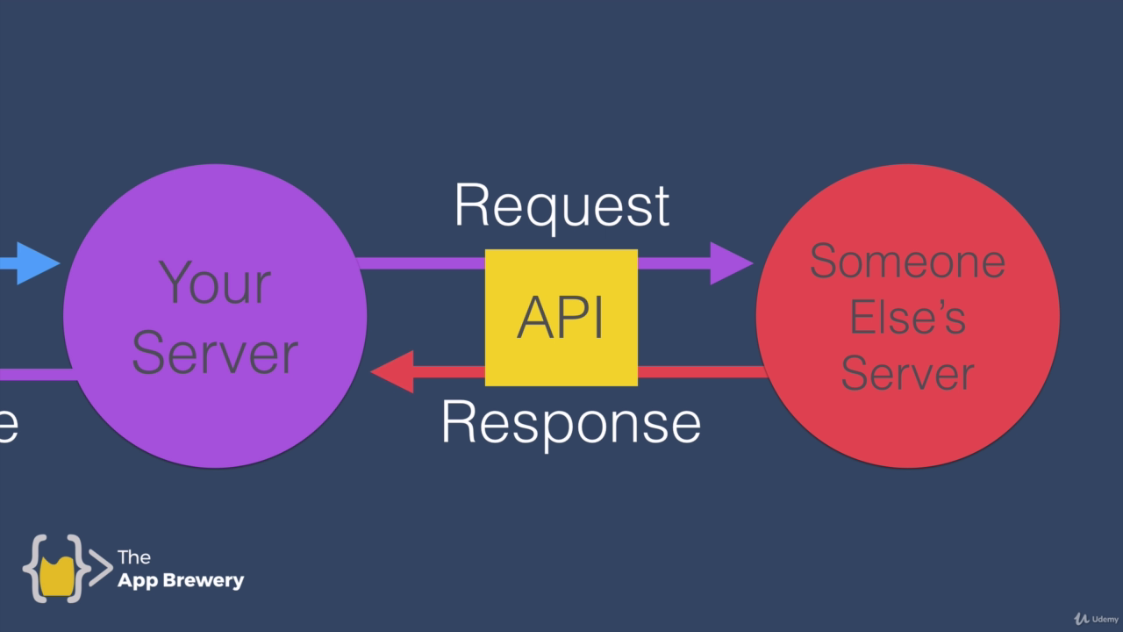 Request
Your
Server
API
Someone
Else's
Server
Response
e
The
App Brewery
Udemy